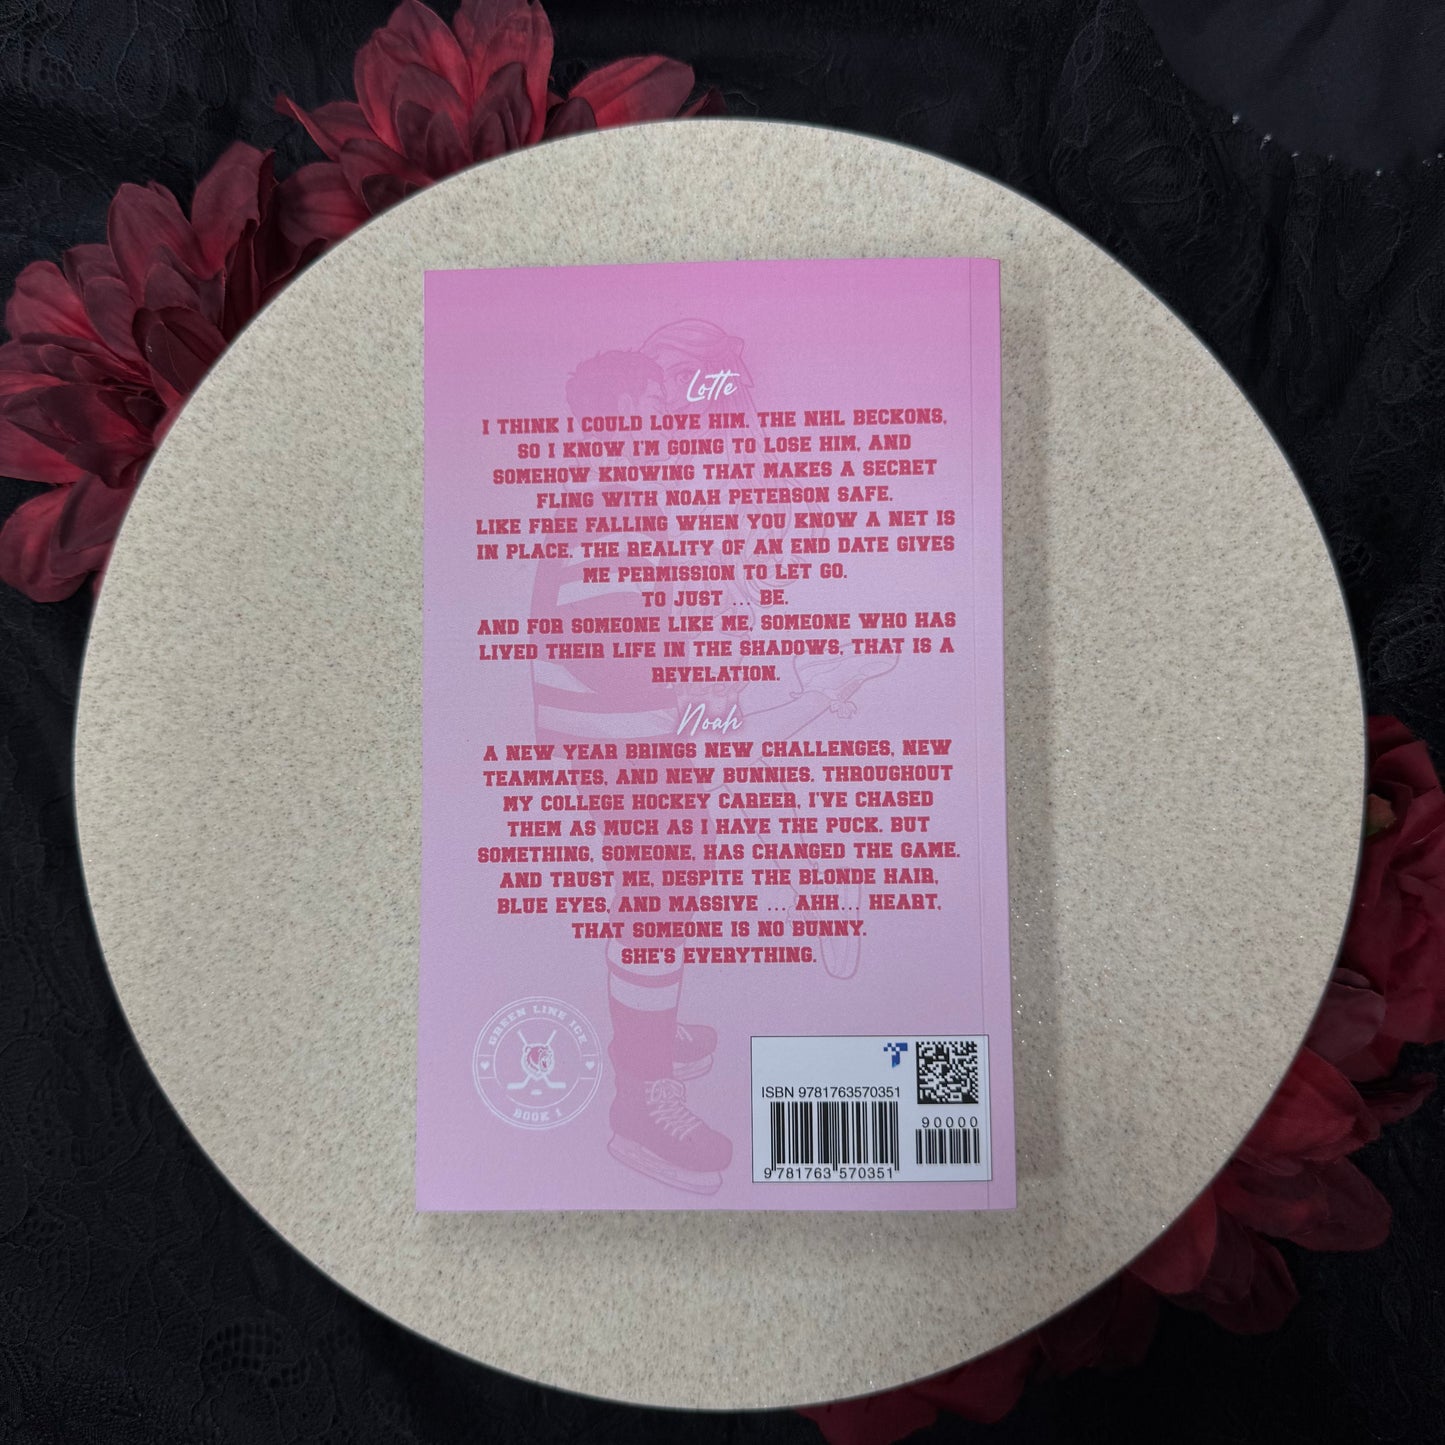 Lotte
I THINK I COULD LOVE HIM. THE NHL BECKONS,
SO I KNOW I'M GOING TO LOSE HIM, AND
SOMEHOW KNOWING THAT MAKES A SECRET
FLING WITH NOAH PETERSON SAFE.
LIKE FREE FALLING WHEN YOU KNOW A NET IS
IN PLACE. THE REALITY OF AN END DATE GIVES
ME PERMISSION TO LET GO.
TO JUST ... BE.
AND FOR SOMEONE LIKE ME, SOMEONE WHO HAS
LIVED THEIR LIFE IN THE SHADOWS, THAT IS A
REVELATION.
Noah
A NEW YEAR BRINGS NEW CHALLENGES, NEW
TEAMMATES, AND NEW BUNNIES. THROUGHOUT
MY COLLEGE HOCKEY CAREER, I'VE CHASED
THEM AS MUCH AS I HAVE THE PUCK. BUT
SOMETHING, SOMEONE, HAS CHANGED THE GAME.
AND TRUST ME, DESPITE THE BLONDE HAIR,
BLUE EYES, AND MASSIVE ... AHH... HEART,
THAT SOMEONE IS NO BUNNY.
SHE'S EVERYTHING.
GREEN LINE ICE
BOOK 1
ISBN 9781763570351
90000
9 781763 570351